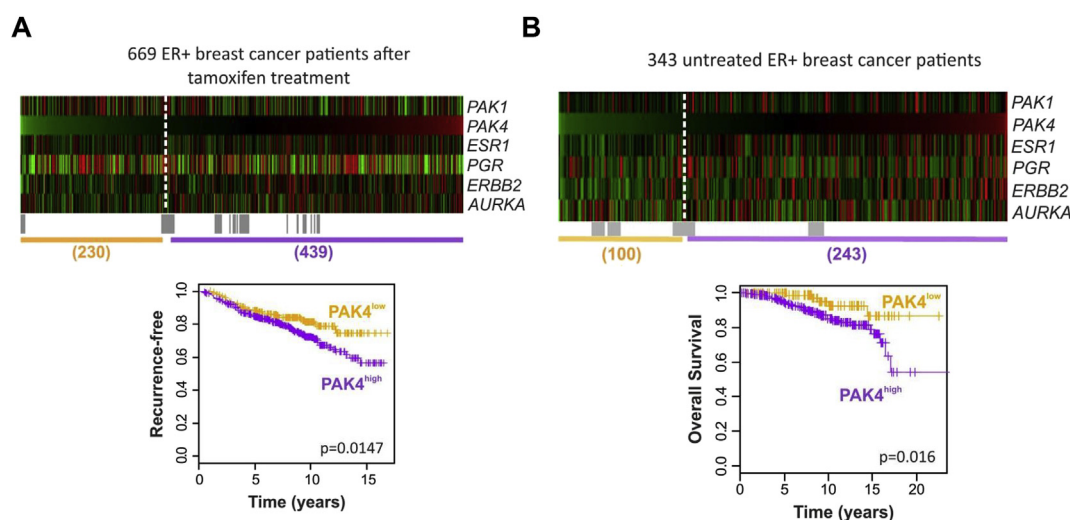 A
669 ER+ breast cancer patients after
tamoxifen treatment
PAK1
PAK4
ESR1
PGR
ERBB2
AURKA
(230)
(439)
1.0
0.8
0.4
0.2
0.0
Recurrence-free
PAK4low
PAK4high
p=0.0147
0
5
10
15
Time (years)
B
343 untreated ER+ breast cancer patients
PAK1
PAK4
ESR1
PGR
ERBB2
AURKA
(100)
(243)
1.0
0.8
0.6
0.4
0.2
0.0
Overall Survival
PAK4low
PAK4high
p=0.016
0
5
10
15
20
Time (years)